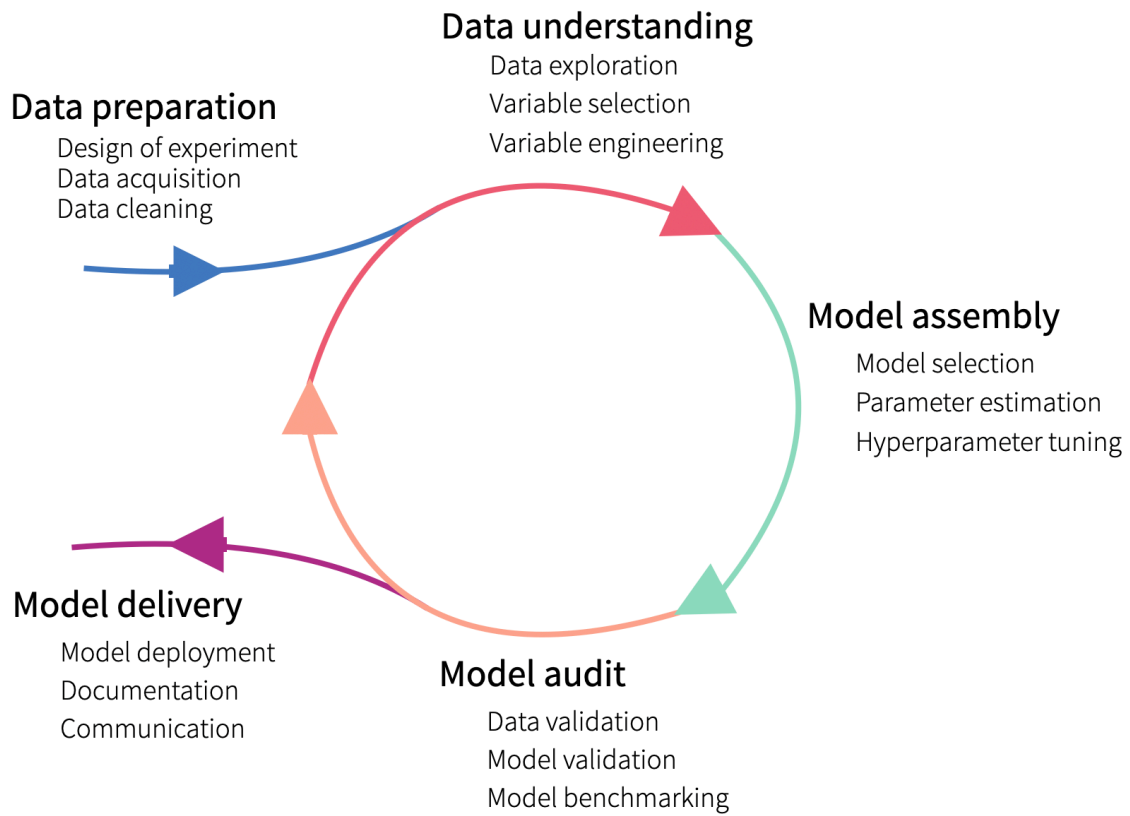 Data preparation
Design of experiment
Data acquisition
Data cleaning
Data understanding
Data exploration
Variable selection
Variable engineering
Model assembly
Model selection
Parameter estimation
Hyperparameter tuning
Model audit
Data validation
Model validation
Model benchmarking
Model delivery
Model deployment
Documentation
Communication